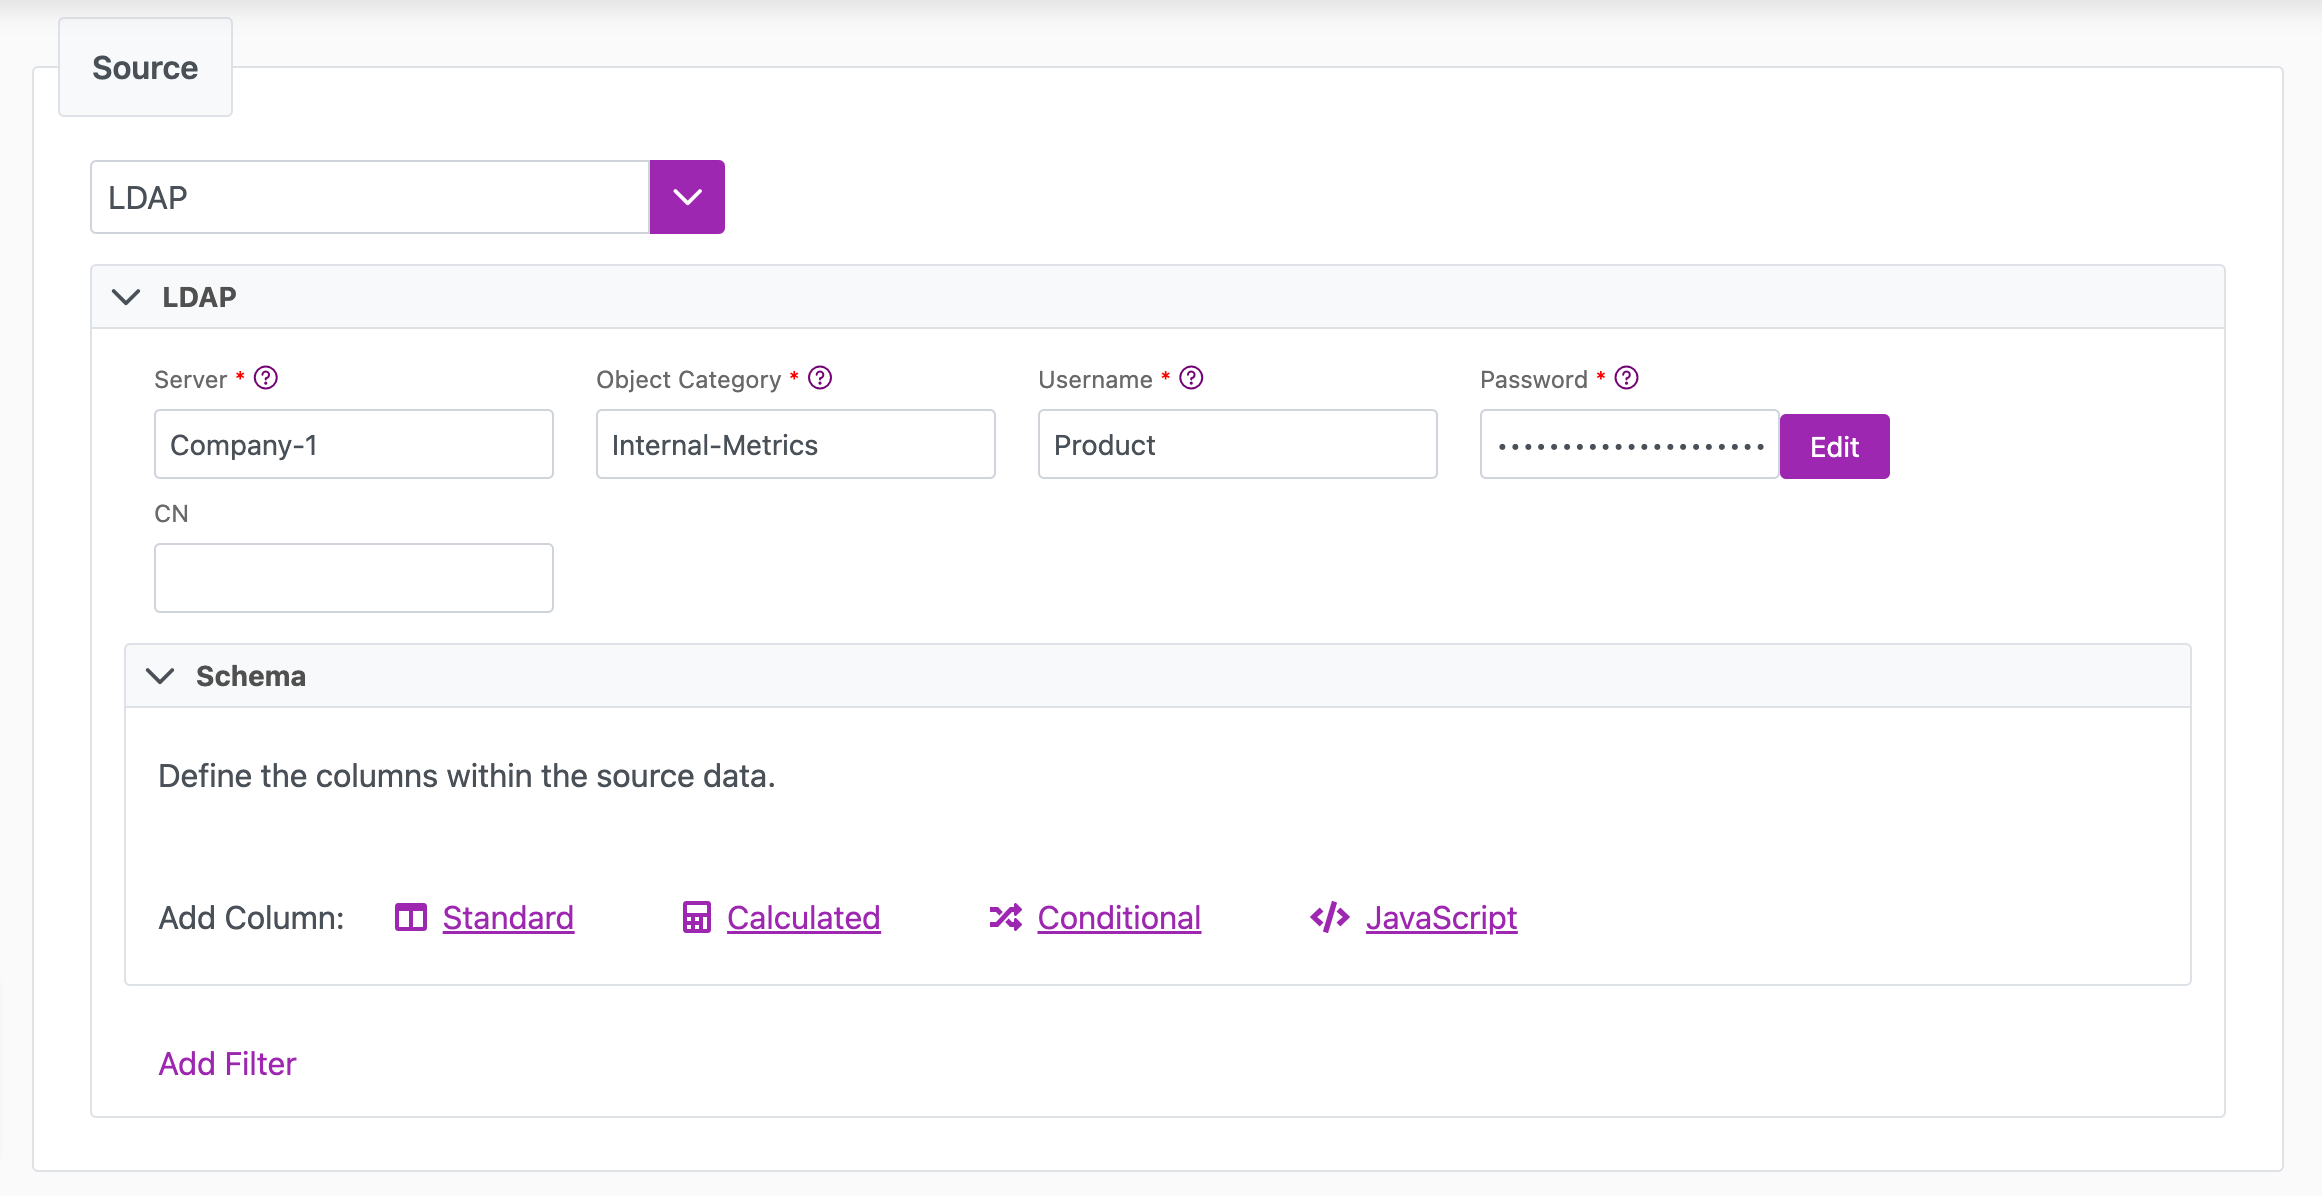 Source
LDAP
LDAP
Server *
Object Category *
Username *
Password *
Company-1
Internal-Metrics
Product
•••••••••••••••••••••
Edit
CN
Schema
Define the columns within the source data.
Add Column: Standard Calculated Conditional JavaScript
Add Filter